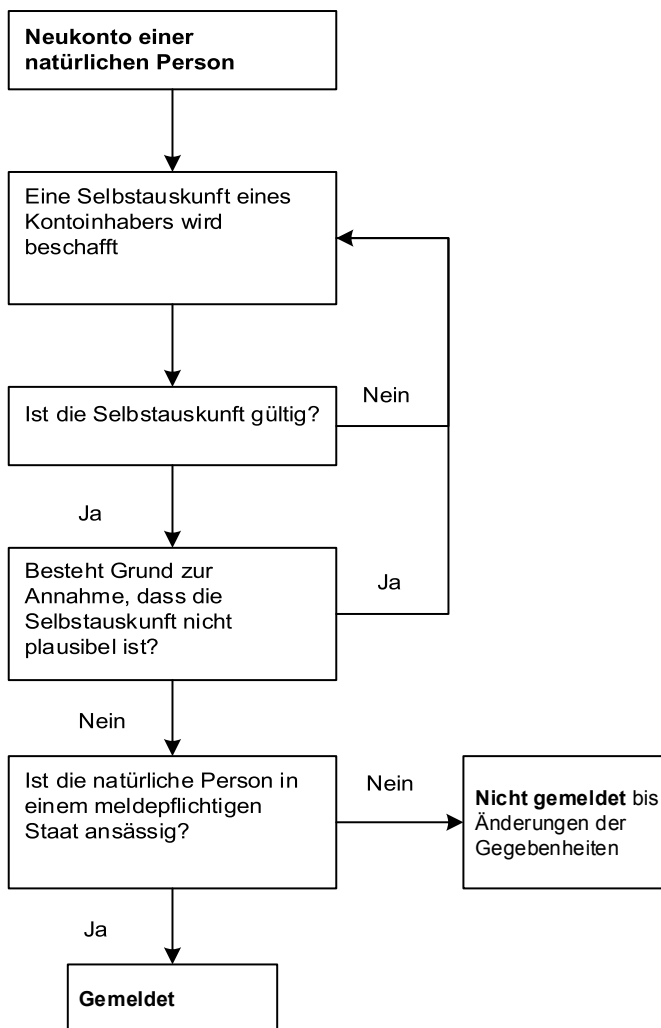 Neukonto einer
natürlichen Person
Eine Selbstauskunft eines
Kontoinhabers wird
beschafft
Ist die Selbstauskunft gültig?
Nein
Ja
Besteht Grund zur
Annahme, dass die
Selbstauskunft nicht
plausibel ist?
Ja
Nein
Ist die natürliche Person in
einem meldepflichtigen
Staat ansässig?
Nein
Nicht gemeldet bis
Änderungen der
Gegebenheiten
Ja
Gemeldet